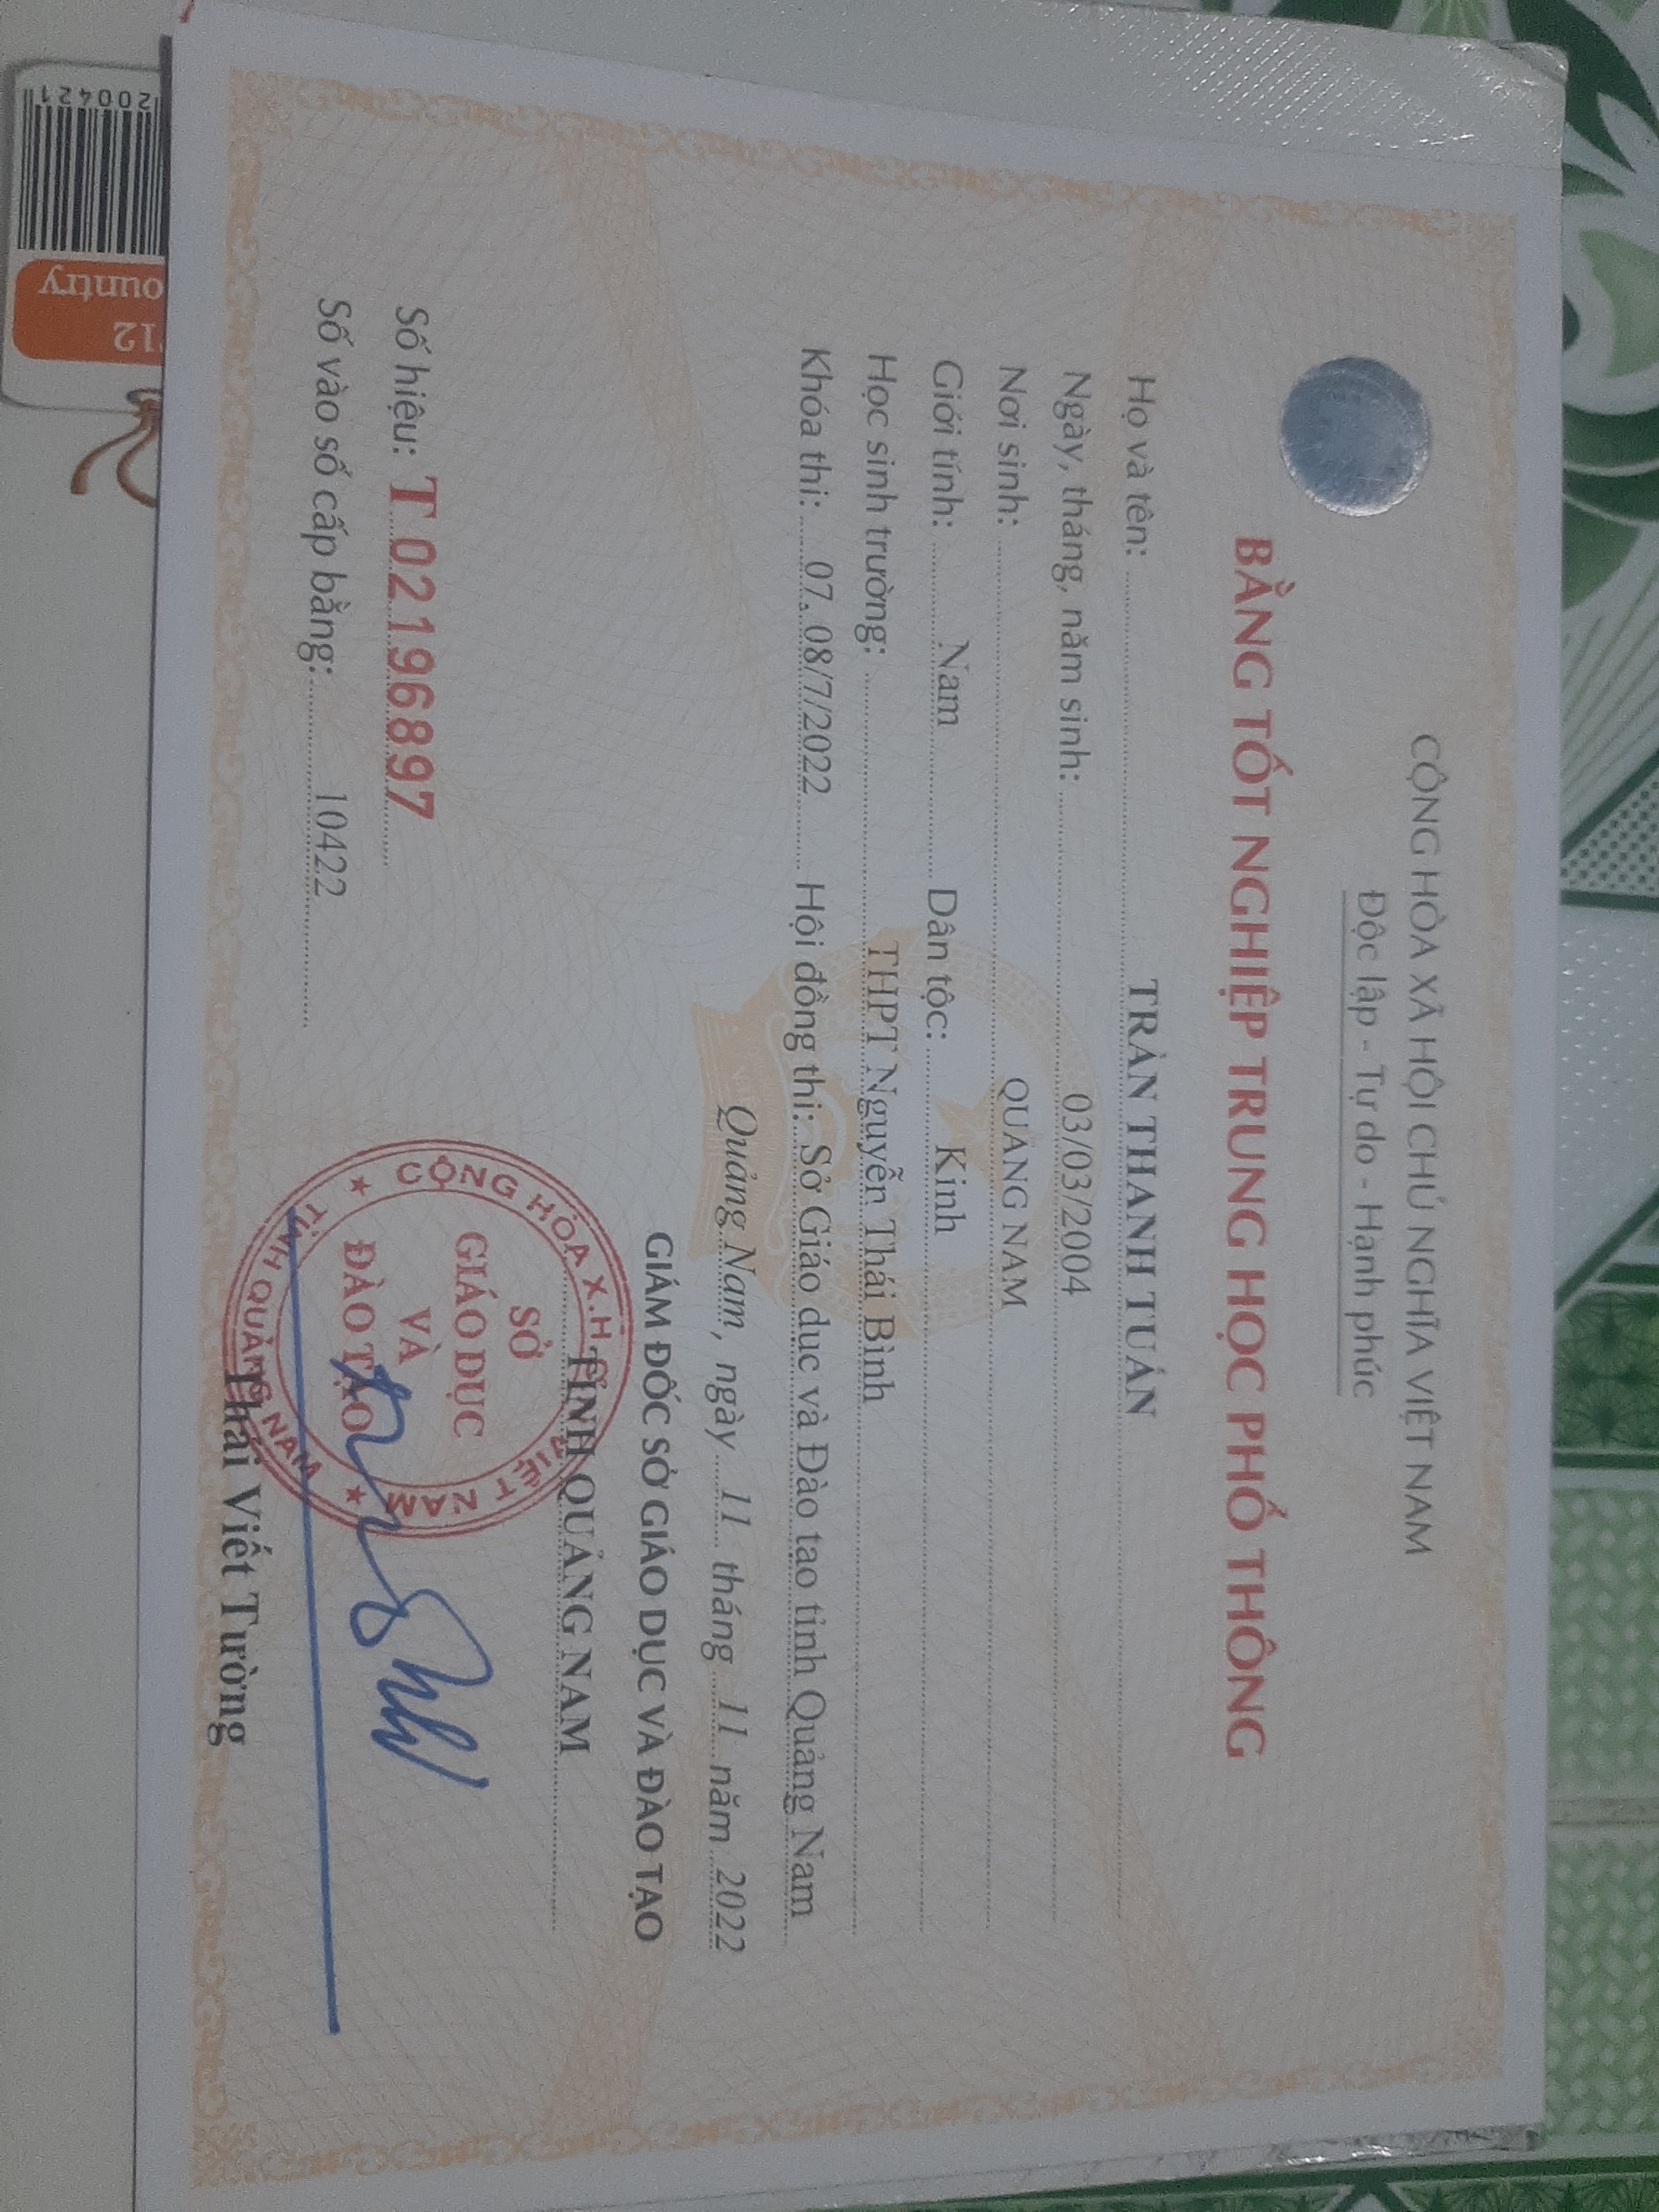 CỘNG HÒA XÃ HỘI CHỦ NGHĨA VIỆT NAM
Độc lập - Tự do - Hạnh phúc
BẰNG TỐT NGHIỆP TRUNG HỌC PHỔ THÔNG
Họ và tên: TRẦN THANH TUẤN
Ngày, tháng, năm sinh: 03/03/2004
Nơi sinh: QUẢNG NAM
Giới tính: Nam Dân tộc: Kinh
Học sinh trường: THPT Nguyễn Thái Bình
Khóa thi: 07, 08/7/2022 Hội đồng thi: Sở Giáo dục và Đào tạo tỉnh Quảng Nam
Quảng Nam, ngày 11 tháng 11 năm 2022
GIÁM ĐỐC SỞ GIÁO DỤC VÀ ĐÀO TẠO
TỈNH QUẢNG NAM
Số hiệu: T 02196897
Số vào sổ cấp bằng: 10422
CỘNG HÒA X.H.C.N VIỆT NAM
SỞ
GIÁO DỤC
VÀ
ĐÀO TẠO
TỈNH QUẢNG NAM
Thái Viết Tường
200421
ountry
12